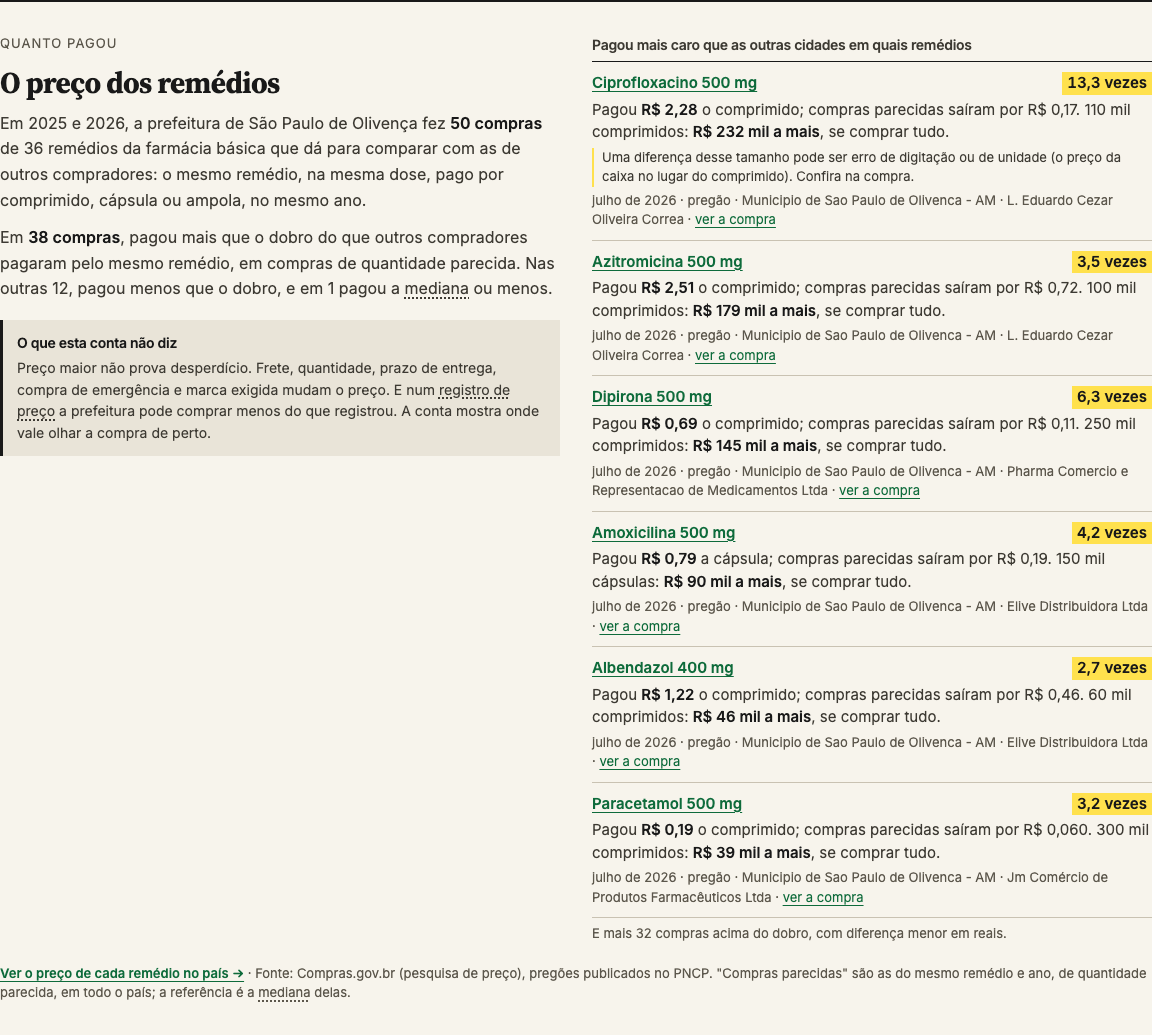 QUANTO PAGOU
O preço dos remédios
Em 2025 e 2026, a prefeitura de São Paulo de Olivença fez 50 compras
de 36 remédios da farmácia básica que dá para comparar com as de
outros compradores: o mesmo remédio, na mesma dose, pago por
comprimido, cápsula ou ampola, no mesmo ano.
Em 38 compras, pagou mais que o dobro do que outros compradores
pagaram pelo mesmo remédio, em compras de quantidade parecida. Nas
outras 12, pagou menos que o dobro, e em 1 pagou a mediana ou menos.
O que esta conta não diz
Preço maior não prova desperdício. Frete, quantidade, prazo de entrega,
compra de emergência e marca exigida mudam o preço. E num registro de
preço a prefeitura pode comprar menos do que registrou. A conta mostra onde
vale olhar a compra de perto.
Pagou mais caro que as outras cidades em quais remédios
Ciprofloxacino 500 mg 13,3 vezes
Pagou R$ 2,28 o comprimido; compras parecidas saíram por R$ 0,17. 110 mil
comprimidos: R$ 232 mil a mais, se comprar tudo.
Uma diferença desse tamanho pode ser erro de digitação ou de unidade (o preço da
caixa no lugar do comprimido). Confira na compra.
julho de 2026 · pregão · Municipio de Sao Paulo de Olivenca - AM · L. Eduardo Cezar
Oliveira Correa · ver a compra
Azitromicina 500 mg 3,5 vezes
Pagou R$ 2,51 o comprimido; compras parecidas saíram por R$ 0,72. 100 mil
comprimidos: R$ 179 mil a mais, se comprar tudo.
julho de 2026 · pregão · Municipio de Sao Paulo de Olivenca - AM · L. Eduardo Cezar
Oliveira Correa · ver a compra
Dipirona 500 mg 6,3 vezes
Pagou R$ 0,69 o comprimido; compras parecidas saíram por R$ 0,11. 250 mil
comprimidos: R$ 145 mil a mais, se comprar tudo.
julho de 2026 · pregão · Municipio de Sao Paulo de Olivenca - AM · Pharma Comercio e
Representacao de Medicamentos Ltda · ver a compra
Amoxicilina 500 mg 4,2 vezes
Pagou R$ 0,79 a cápsula; compras parecidas saíram por R$ 0,19. 150 mil
cápsulas: R$ 90 mil a mais, se comprar tudo.
julho de 2026 · pregão · Municipio de Sao Paulo de Olivenca - AM · Elive Distribuidora Ltda
· ver a compra
Albendazol 400 mg 2,7 vezes
Pagou R$ 1,22 o comprimido; compras parecidas saíram por R$ 0,46. 60 mil
comprimidos: R$ 46 mil a mais, se comprar tudo.
julho de 2026 · pregão · Municipio de Sao Paulo de Olivenca - AM · Elive Distribuidora Ltda
· ver a compra
Paracetamol 500 mg 3,2 vezes
Pagou R$ 0,19 o comprimido; compras parecidas saíram por R$ 0,060. 300 mil
comprimidos: R$ 39 mil a mais, se comprar tudo.
julho de 2026 · pregão · Municipio de Sao Paulo de Olivenca - AM · Jm Comércio de
Produtos Farmacêuticos Ltda · ver a compra
E mais 32 compras acima do dobro, com diferença menor em reais.
Ver o preço de cada remédio no país → · Fonte: Compras.gov.br (pesquisa de preço), pregões publicados no PNCP. "Compras parecidas" são as do mesmo remédio e ano, de quantidade
parecida, em todo o país; a referência é a mediana delas.